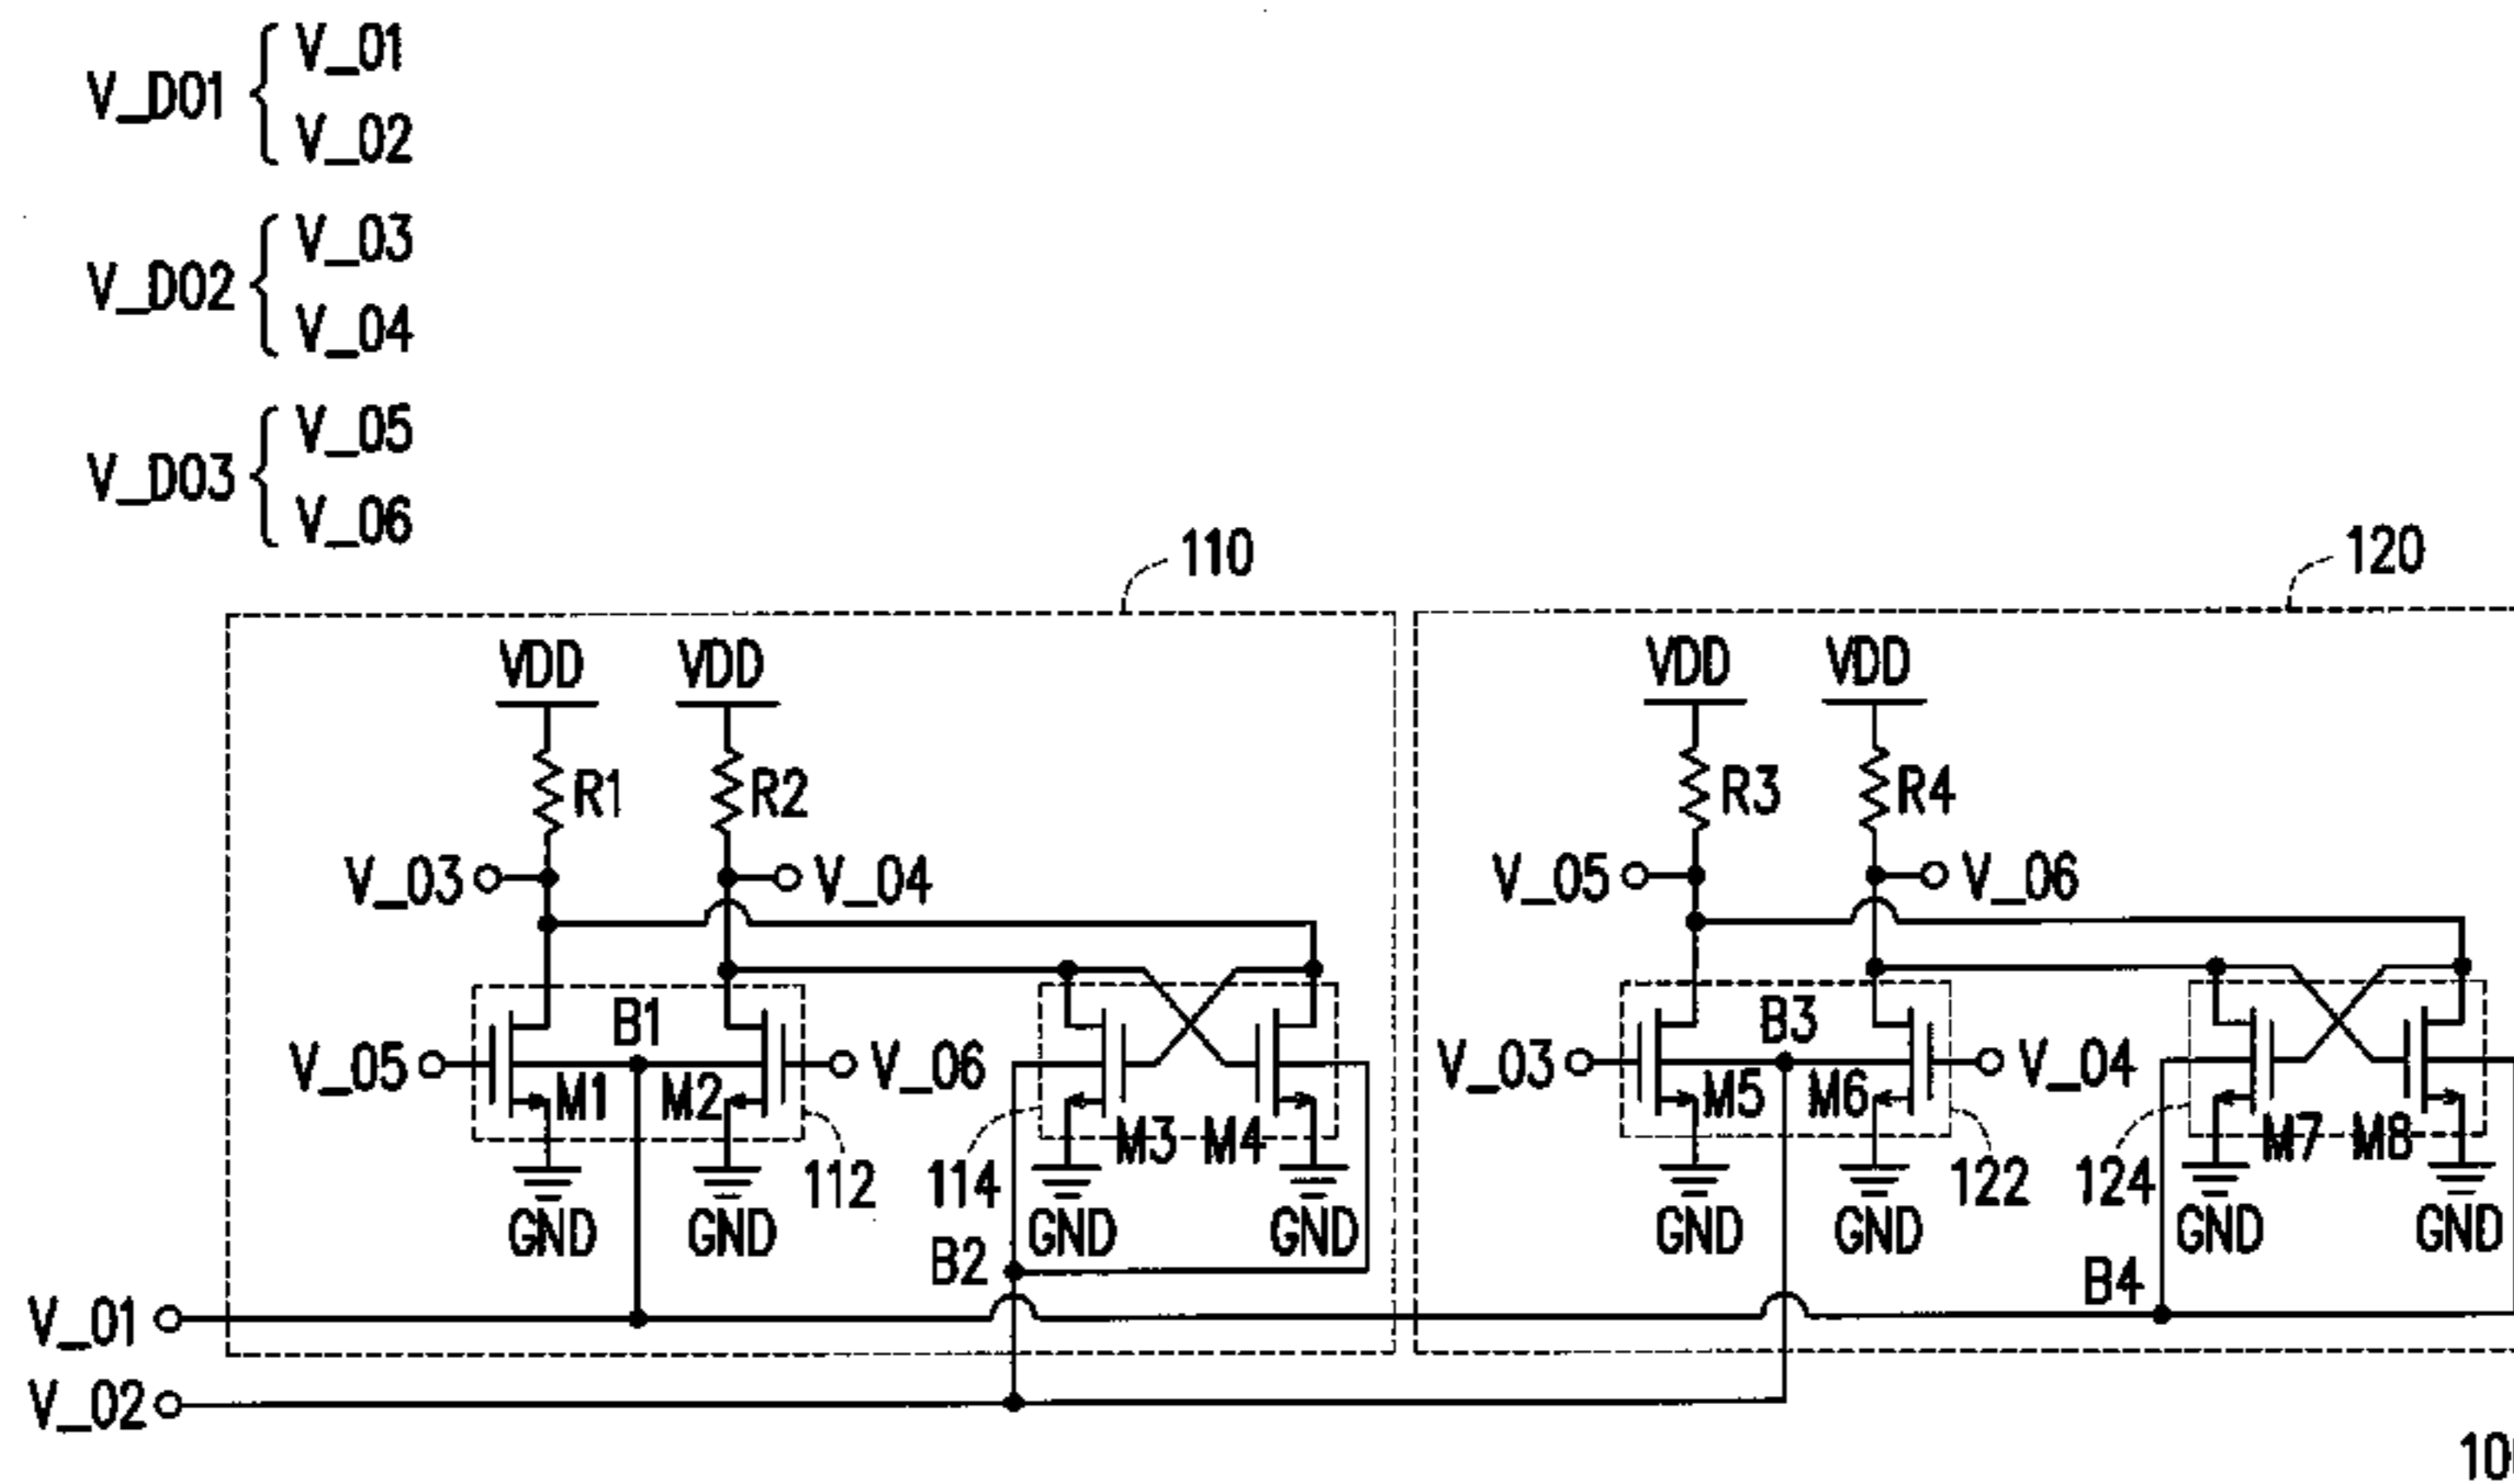 V_D01
V_01
V_02
V_D02
V_03
V_04
V_D03
V_05
V_06
110
120
VDD VDD VDD VDD
R1 R2 R3 R4
V_03 V_04 V_05 V_06
V_05 B1 V_06 V_03 B3 V_04
M1 M2 M5 M6
M3 M4 M7 M8
112 114 122 124
GND GND GND GND GND GND GND GND
B2 B4
V_01
V_02